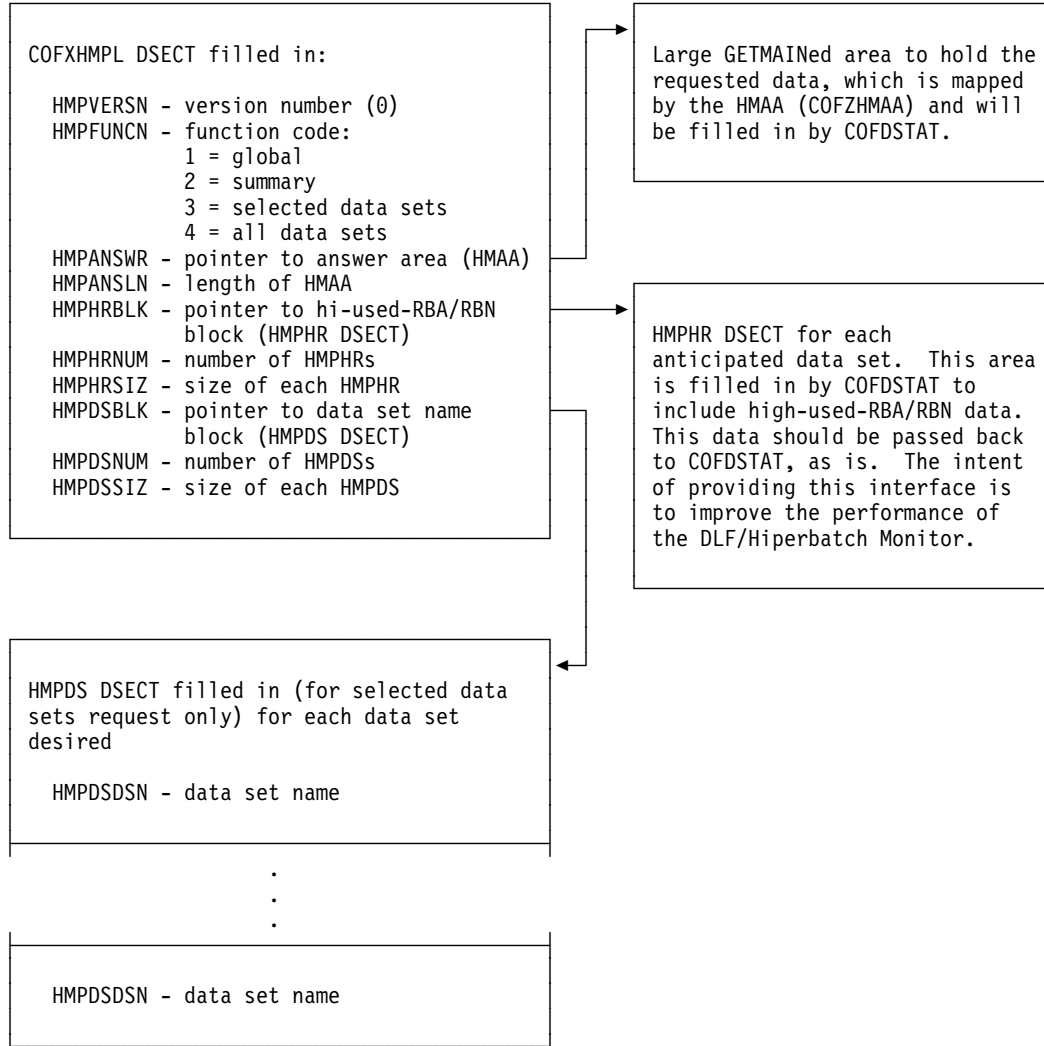 COFXHMPL DSECT filled in:
HMPVERSN - version number (0)
HMPFUNCN - function code:
1 = global
2 = summary
3 = selected data sets
4 = all data sets
HMPANSWR - pointer to answer area (HMAA)
HMPANSLN - length of HMAA
HMPHRBLK - pointer to hi-used-RBA/RBN
block (HMPHR DSECT)
HMPHRNUM - number of HMPHRs
HMPHRSIZ - size of each HMPHR
HMPDSBLK - pointer to data set name
block (HMPDS DSECT)
HMPDSNUM - number of HMPDSs
HMPDSSIZ - size of each HMPDS
Large GETMAINed area to hold the
requested data, which is mapped
by the HMAA (COFZHMAA) and will
be filled in by COFDSTAT.
HMPHR DSECT for each
anticipated data set. This area
is filled in by COFDSTAT to
include high-used-RBA/RBN data.
This data should be passed back
to COFDSTAT, as is. The intent
of providing this interface is
to improve the performance of
the DLF/Hiperbatch Monitor.
HMPDS DSECT filled in (for selected data
sets request only) for each data set
desired
HMPDSDSN - data set name
.
.
.
HMPDSDSN - data set name